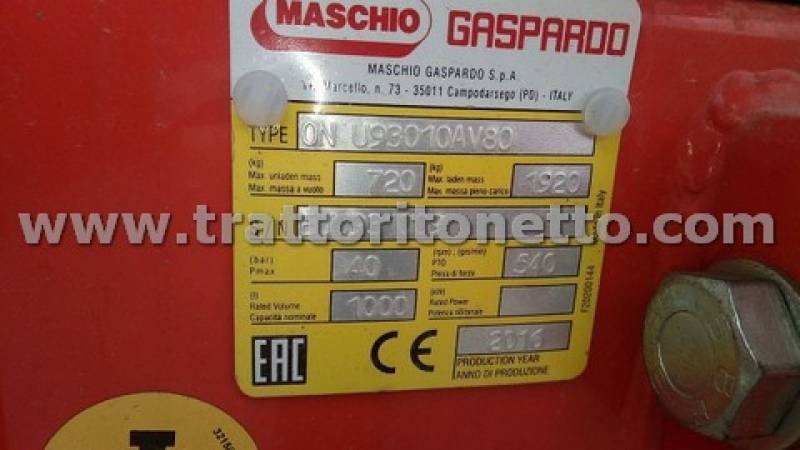 MASCHIO GASPARDO
MASCHIO GASPARDO S.p.A.
Marcello, n. 73 - 35011 Campodarsego (PD) - ITALY
TYPE ON U93010AV80
(kg) Max. unladen mass Max. massa a vuoto 720 (kg) Max. laden mass Max. massa pieno carico 1920
www.trattoritonetto.com
(bar) Pmax 40 (rpm) (giri/min) PTO Presa di forza 540
(l) Rated Volume Capacità nominale 1000 (kW) Rated Power Potenza nominale
2016
EAC CE PRODUCTION YEAR
ANNO DI PRODUZIONE
Italy
F20200144